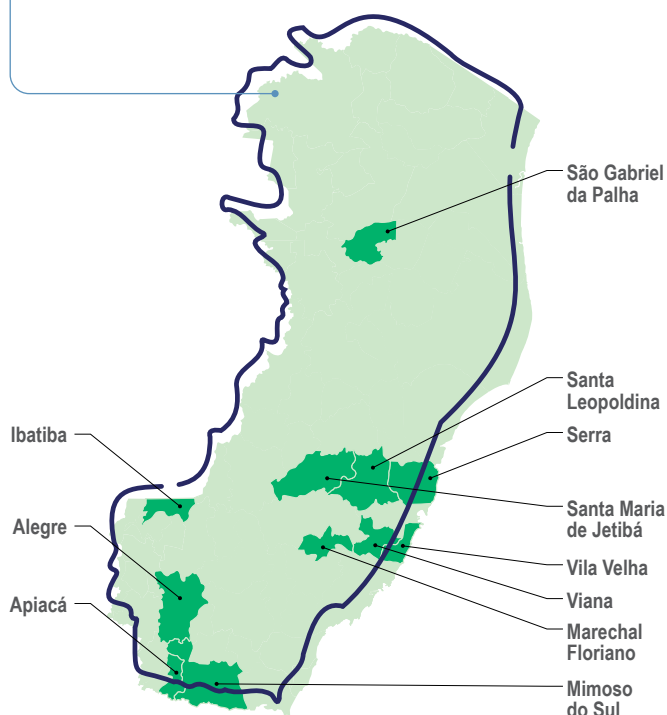 São Gabriel
da Palha
Santa
Leopoldina
Ibatiba
Serra
Santa Maria
de Jetibá
Alegre
Vila Velha
Viana
Apiacá
Marechal
Floriano
Mimoso
do Sul